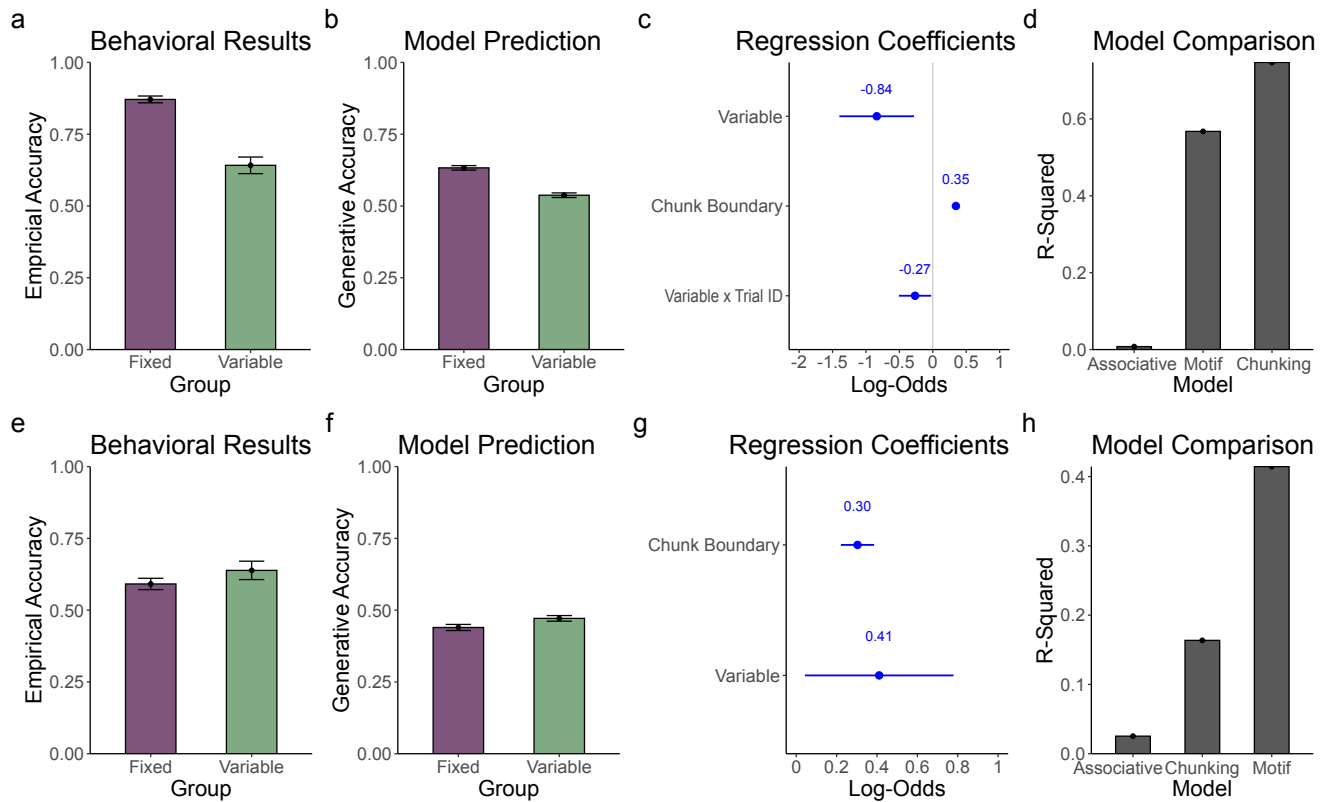 a
Behavioral Results
Empricial Accuracy
1.00
0.75
0.50
0.25
0.00
Fixed Variable
Group
b
Model Prediction
Generative Accuracy
1.00
0.75
0.50
0.25
0.00
Fixed Variable
Group
c
Regression Coefficients
Variable
-0.84
Chunk Boundary
0.35
Variable x Trial ID
-0.27
-2 -1.5 -1 -0.5 0 0.5 1
Log-Odds
d
Model Comparison
R-Squared
0.6
0.4
0.2
0.0
Associative Motif Chunking
Model
e
Behavioral Results
Empirical Accuracy
1.00
0.75
0.50
0.25
0.00
Fixed Variable
Group
f
Model Prediction
Generative Accuracy
1.00
0.75
0.50
0.25
0.00
Fixed Variable
Group
g
Regression Coefficients
0.30
Chunk Boundary
0.41
Variable
0 0.2 0.4 0.6 0.8 1
Log-Odds
h
Model Comparison
R-Squared
0.4
0.3
0.2
0.1
0.0
Associative Chunking Motif
Model